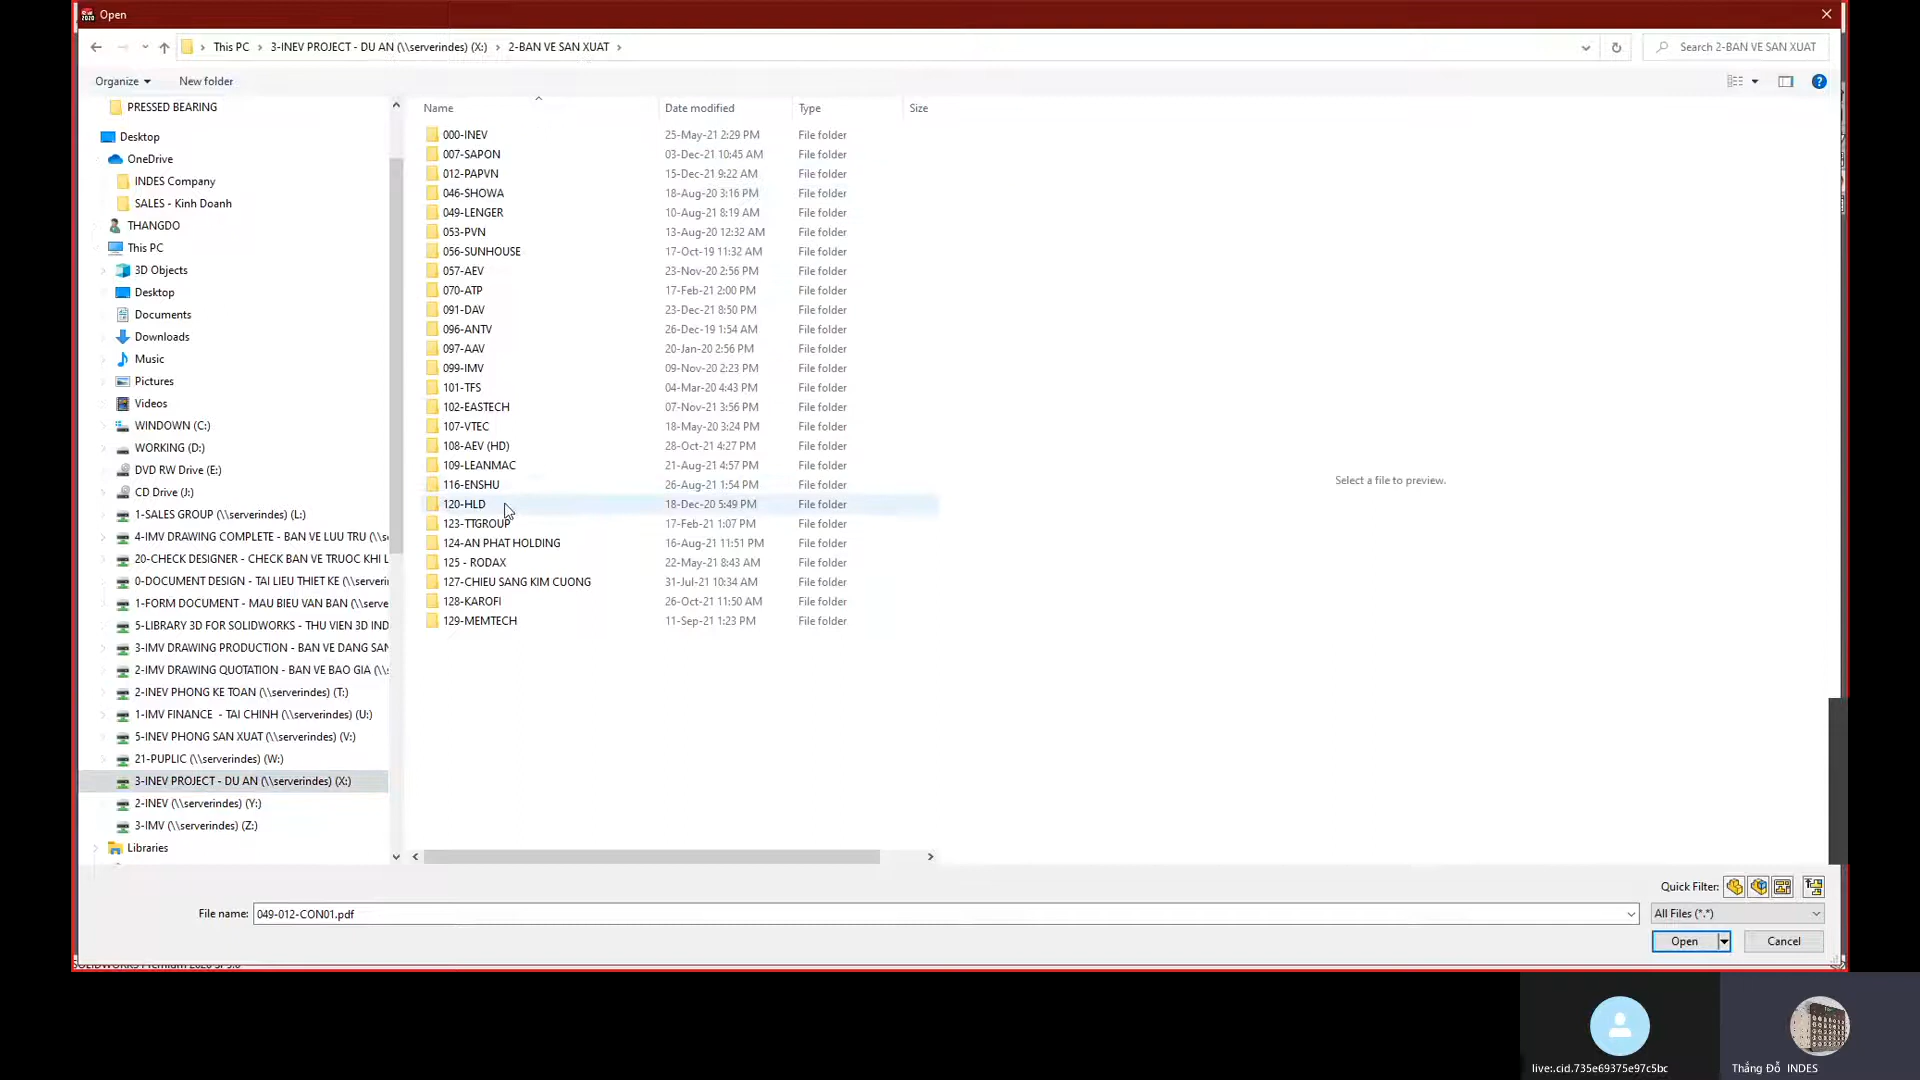 Open
This PC > 3-INEV PROJECT - DU AN (\\serverindes) (X:) > 2-BAN VE SAN XUAT >
Search 2-BAN VE SAN XUAT
Organize
New folder
PRESSED BEARING
Desktop
OneDrive
INDES Company
SALES - Kinh Doanh
THANGDO
This PC
3D Objects
Desktop
Documents
Downloads
Music
Pictures
Videos
WINDOW (C:)
WORKING (D:)
DVD RW Drive (E:)
CD Drive (J:)
1-SALES GROUP (\\serverindes) (L:)
4-IMV DRAWING COMPLETE - BAN VE LUU TRU (\\s
20-CHECK DESIGNER - CHECK BAN VE TRUOC KHI L
0-DOCUMENT DESIGN - TAI LIEU THIET KE (\\serveri
1-FORM DOCUMENT - MAU BIEU VAN BAN (\\serve
5-LIBRARY 3D FOR SOLIDWORKS - THU VIEN 3D IND
3-IMV DRAWING PRODUCTION - BAN VE DANG SAN
2-IMV DRAWING QUOTATION - BAN VE BAO GIA (\\s
2-INEV PHONG KE TOAN (\\serverindes) (T:)
1-IMV FINANCE - TAI CHINH (\\serverindes) (U:)
5-INEV PHONG SAN XUAT (\\serverindes) (V:)
21-PUPLIC (\\serverindes) (W:)
3-INEV PROJECT - DU AN (\\serverindes) (X:)
2-INEV (\\serverindes) (Y:)
3-IMV (\\serverindes) (Z:)
Libraries
Name Date modified Type Size
000-INEV 25-May-21 2:29 PM File folder
007-SAPON 03-Dec-21 10:45 AM File folder
012-PAPVN 15-Dec-21 9:22 AM File folder
046-SHOWA 18-Aug-20 3:16 PM File folder
049-LENGER 10-Aug-21 8:19 AM File folder
053-PVN 13-Aug-20 12:32 AM File folder
056-SUNHOUSE 17-Oct-19 11:32 AM File folder
057-AEV 23-Nov-20 2:56 PM File folder
070-ATP 17-Feb-21 2:00 PM File folder
091-DAV 23-Dec-21 8:50 PM File folder
096-ANTV 26-Dec-19 1:54 AM File folder
097-AAV 20-Jan-20 2:56 PM File folder
099-IMV 09-Nov-20 2:23 PM File folder
101-TFS 04-Mar-20 4:43 PM File folder
102-EASTECH 07-Nov-21 3:56 PM File folder
107-VTEC 18-May-20 3:24 PM File folder
108-AEV (HD) 28-Oct-21 4:27 PM File folder
109-LEANMAC 21-Aug-21 4:57 PM File folder
116-ENSHU 26-Aug-21 1:54 PM File folder
120-HLD 18-Dec-20 5:49 PM File folder
123-TTGROUP 17-Feb-21 1:07 PM File folder
124-AN PHAT HOLDING 16-Aug-21 11:51 PM File folder
125 - RODAX 22-May-21 8:43 AM File folder
127-CHIEU SANG KIM CUONG 31-Jul-21 10:34 AM File folder
128-KAROFI 26-Oct-21 11:50 AM File folder
129-MEMTECH 11-Sep-21 1:23 PM File folder
Select a file to preview.
Quick Filter:
File name: 049-012-CON01.pdf
All Files (*.*)
Open
Cancel
live:.cid.735e69375e97c5bc
Thắng Đỗ INDES